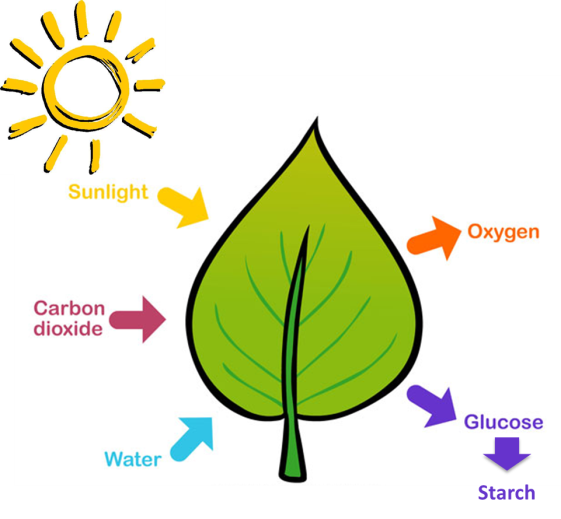 Sunlight
Oxygen
Carbon
dioxide
Glucose
Water
Starch